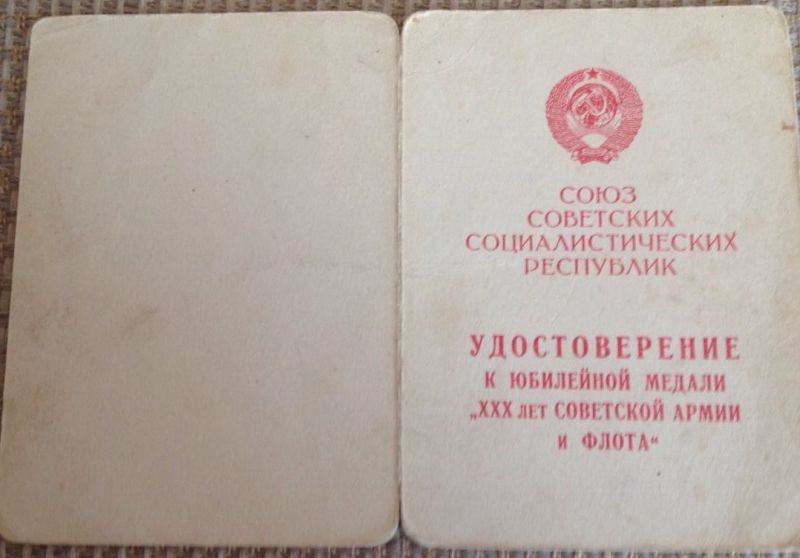 СОЮЗ
СОВЕТСКИХ
СОЦИАЛИСТИЧЕСКИХ
РЕСПУБЛИК
УДОСТОВЕРЕНИЕ
К ЮБИЛЕЙНОЙ МЕДАЛИ
„XXX лет СОВЕТСКОЙ АРМИИ
и ФЛОТА“